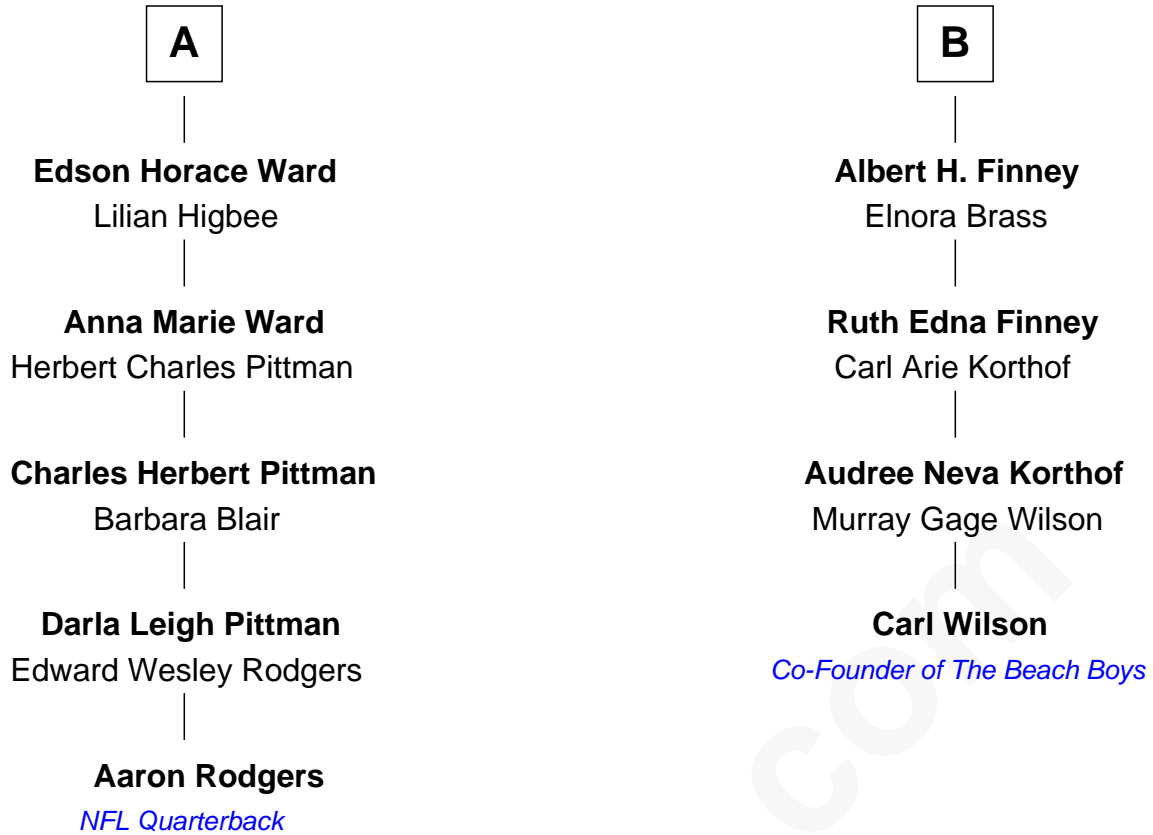 A
Edson Horace Ward
Lilian Higbee
Anna Marie Ward
Herbert Charles Pittman
Charles Herbert Pittman
Barbara Blair
Darla Leigh Pittman
Edward Wesley Rodgers
Aaron Rodgers
NFL Quarterback
B
Albert H. Finney
Elnora Brass
Ruth Edna Finney
Carl Arie Korthof
Audree Neva Korthof
Murray Gage Wilson
Carl Wilson
Co-Founder of The Beach Boys
com